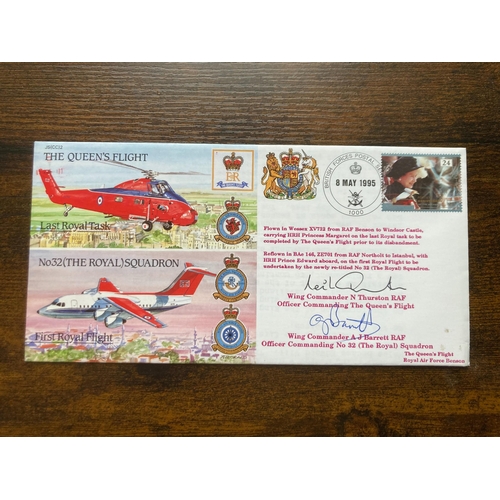 JS(CC)3
THE QUEEN'S FLIGHT
E II R
Last Royal Task
No32(THE ROYAL)SQUADRON
First Royal Flight
BRITISH FORCES POSTAL
8 MAY 1995
1000
24
Flown in Wessex XV732 from RAF Benson to Windsor Castle,
carrying HRH Princess Margaret on the last Royal task to be
completed by The Queen's Flight prior to its disbandment.
Reflown in BAe 146, ZE701 from RAF Northolt to Istanbul, with
HRH Prince Edward aboard, on the first Royal Flight to be
undertaken by the newly re-titled No 32 (The Royal) Squadron.
Wing Commander N Thurston RAF
Officer Commanding The Queen's Flight
Wing Commander A J Barrett RAF
Officer Commanding No 32 (The Royal) Squadron
The Queen's Flight
Royal Air Force Benson